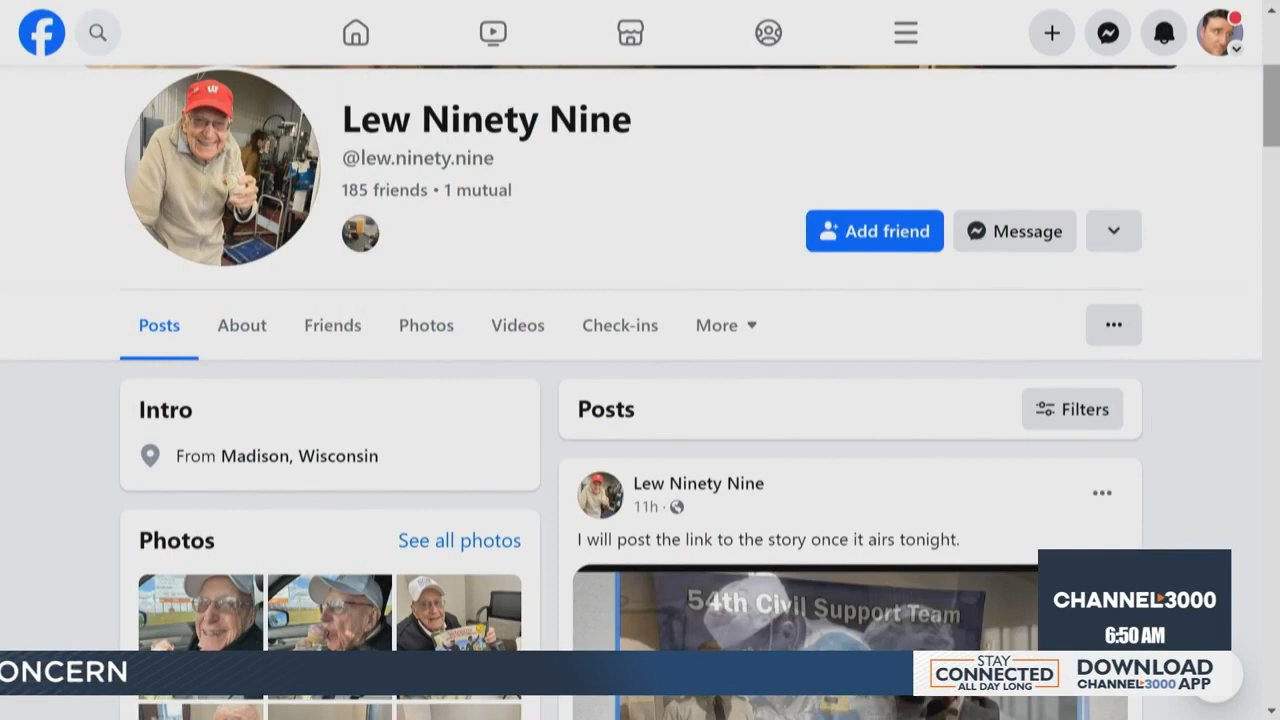 Lew Ninety Nine
@lew.ninety.nine
185 friends • 1 mutual
Add friend
Message
Posts
About
Friends
Photos
Videos
Check-ins
More
Intro
From Madison, Wisconsin
Photos
See all photos
Posts
Filters
Lew Ninety Nine
11h ·
I will post the link to the story once it airs tonight.
54th Civil Support Team
CHANNEL3000
6:50 AM
ONCERN
STAY
CONNECTED
ALL DAY LONG
DOWNLOAD
CHANNEL3000 APP